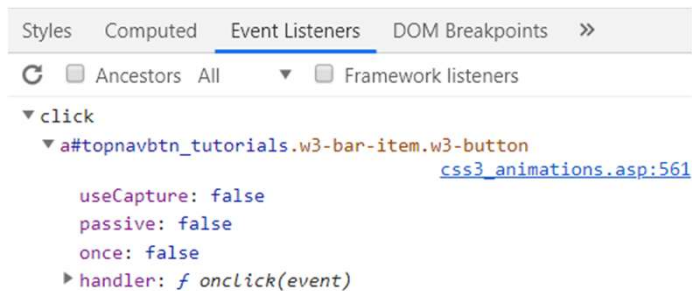 Styles Computed Event Listeners DOM Breakpoints »
Ancestors All ▼ Framework listeners
▼ click
▼ a#topnavbtn_tutorials.w3-bar-item.w3-button
css3_animations.asp:561
useCapture: false
passive: false
once: false
▶ handler: ƒ onclick(event)